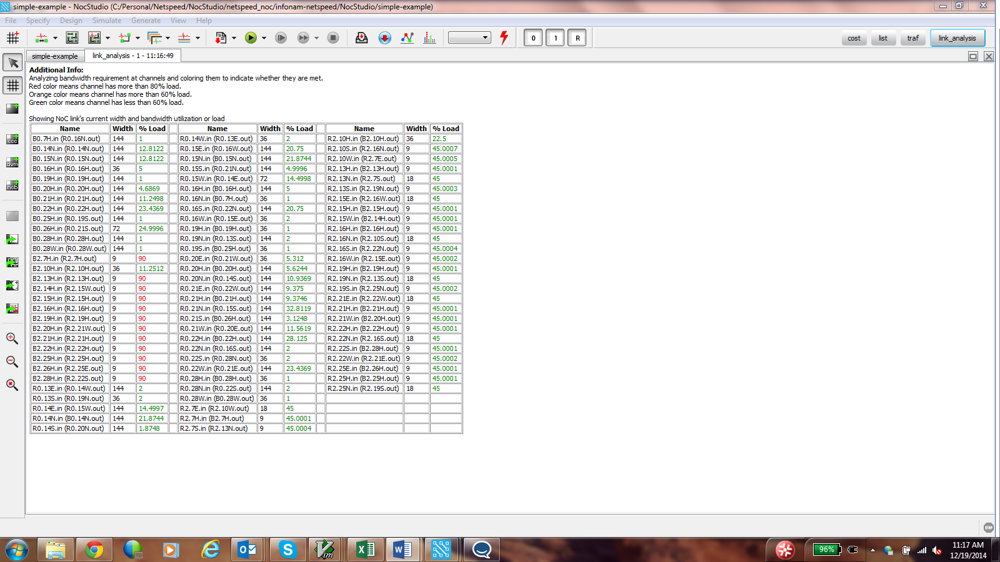 simple-example - NocStudio (C:/Personal/Netspeed/NocStudio/netspeed_noc/infonam-netspeed/NocStudio/simple-example)
File Specify Design Simulate Generate View Help
0 1 R cost list traf link_analysis
simple-example link_analysis - 1 - 11:16:49
Additional Info:
Analyzing bandwidth requirement at channels and coloring them to indicate whether they are met.
Red color means channel has more than 80% load.
Orange color means channel has more than 60% load.
Green color means channel has less than 60% load.
Showing NoC link's current width and bandwidth utilization or load
Name Width % Load Name Width % Load Name Width % Load
B0.7H.in (R0.16N.out) 144 1 R0.14W.in (R0.13E.out) 36 2 R2.10H.in (B2.10H.out) 36 22.5
B0.14N.in (R0.14N.out) 144 12.8122 R0.15E.in (R0.16W.out) 144 20.75 R2.10S.in (R2.16N.out) 9 45.0007
B0.15N.in (R0.15N.out) 144 12.8122 R0.15N.in (B0.15N.out) 144 21.8744 R2.10W.in (R2.7E.out) 9 45.0005
B0.16H.in (R0.16H.out) 36 5 R0.15S.in (R0.21N.out) 144 4.9996 R2.13H.in (B2.13H.out) 9 45.0001
B0.19H.in (R0.19H.out) 144 1 R0.15W.in (R0.14E.out) 72 14.4998 R2.13N.in (R2.7S.out) 18 45
B0.20H.in (R0.20H.out) 144 4.6869 R0.16H.in (B0.16H.out) 144 5 R2.13S.in (R2.19N.out) 9 45.0003
B0.21H.in (R0.21H.out) 144 11.2498 R0.16N.in (B0.7H.out) 36 1 R2.15E.in (R2.16W.out) 18 45
B0.22H.in (R0.22H.out) 144 23.4369 R0.16S.in (R0.22N.out) 144 20.75 R2.15H.in (B2.15H.out) 9 45.0001
B0.25H.in (R0.19S.out) 144 1 R0.16W.in (R0.15E.out) 36 2 R2.15W.in (B2.14H.out) 9 45.0001
B0.26H.in (R0.21S.out) 72 24.9996 R0.19H.in (B0.19H.out) 36 1 R2.16H.in (B2.16H.out) 9 45.0001
B0.28H.in (R0.28H.out) 144 1 R0.19N.in (R0.13S.out) 144 2 R2.16N.in (R2.10S.out) 18 45
B0.28W.in (R0.28W.out) 144 1 R0.19S.in (B0.25H.out) 36 1 R2.16S.in (R2.22N.out) 9 45.0004
B2.7H.in (R2.7H.out) 9 90 R0.20E.in (R0.21W.out) 36 5.312 R2.16W.in (R2.15E.out) 9 45.0002
B2.10H.in (R2.10H.out) 36 11.2512 R0.20H.in (B0.20H.out) 144 5.6244 R2.19H.in (B2.19H.out) 9 45.0001
B2.13H.in (R2.13H.out) 9 90 R0.20N.in (R0.14S.out) 144 10.9369 R2.19N.in (R2.13S.out) 18 45
B2.14H.in (R2.15W.out) 9 90 R0.21E.in (R0.22W.out) 144 9.375 R2.19S.in (R2.25N.out) 9 45.0002
B2.15H.in (R2.15H.out) 9 90 R0.21H.in (B0.21H.out) 144 9.3746 R2.21E.in (R2.22W.out) 18 45
B2.16H.in (R2.16H.out) 9 90 R0.21N.in (R0.15S.out) 144 32.8119 R2.21H.in (B2.21H.out) 9 45.0001
B2.19H.in (R2.19H.out) 9 90 R0.21S.in (B0.26H.out) 144 3.1248 R2.21W.in (B2.20H.out) 9 45.0001
B2.20H.in (R2.21W.out) 9 90 R0.21W.in (R0.20E.out) 144 11.5619 R2.22H.in (B2.22H.out) 9 45.0001
B2.21H.in (R2.21H.out) 9 90 R0.22H.in (B0.22H.out) 144 28.125 R2.22N.in (R2.16S.out) 18 45
B2.22H.in (R2.22H.out) 9 90 R0.22N.in (R0.16S.out) 144 2 R2.22S.in (B2.28H.out) 9 45.0001
B2.25H.in (R2.25H.out) 9 90 R0.22S.in (R0.28N.out) 36 2 R2.22W.in (R2.21E.out) 9 45.0002
B2.26H.in (R2.25E.out) 9 90 R0.22W.in (R0.21E.out) 144 23.4369 R2.25E.in (B2.26H.out) 9 45.0001
B2.28H.in (R2.22S.out) 9 90 R0.28H.in (B0.28H.out) 36 1 R2.25H.in (B2.25H.out) 9 45.0001
R0.13E.in (R0.14W.out) 144 2 R0.28N.in (R0.22S.out) 144 2 R2.25N.in (R2.19S.out) 18 45
R0.13S.in (R0.19N.out) 36 2 R0.28W.in (B0.28W.out) 36 1
R0.14E.in (R0.15W.out) 144 14.4997 R2.7E.in (R2.10W.out) 18 45
R0.14N.in (B0.14N.out) 144 21.8744 R2.7H.in (B2.7H.out) 9 45.0001
R0.14S.in (R0.20N.out) 144 1.8748 R2.7S.in (R2.13N.out) 9 45.0004
ccc
dvm
ncb
STOP
96%
11:17 AM
12/19/2014
Vim